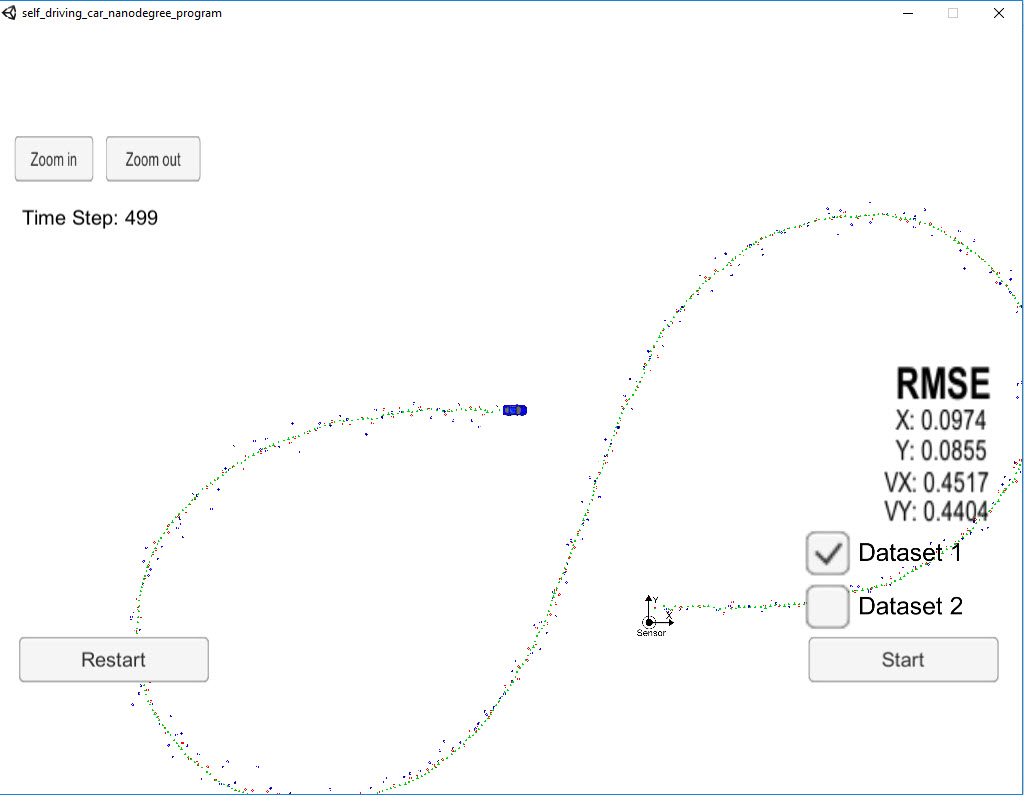 self_driving_car_nanodegree_program
Zoom in
Zoom out
Time Step: 499
RMSE
X: 0.0974
Y: 0.0855
VX: 0.4517
VY: 0.4404
Dataset 1
Y
X
Sensor
Dataset 2
Restart
Start